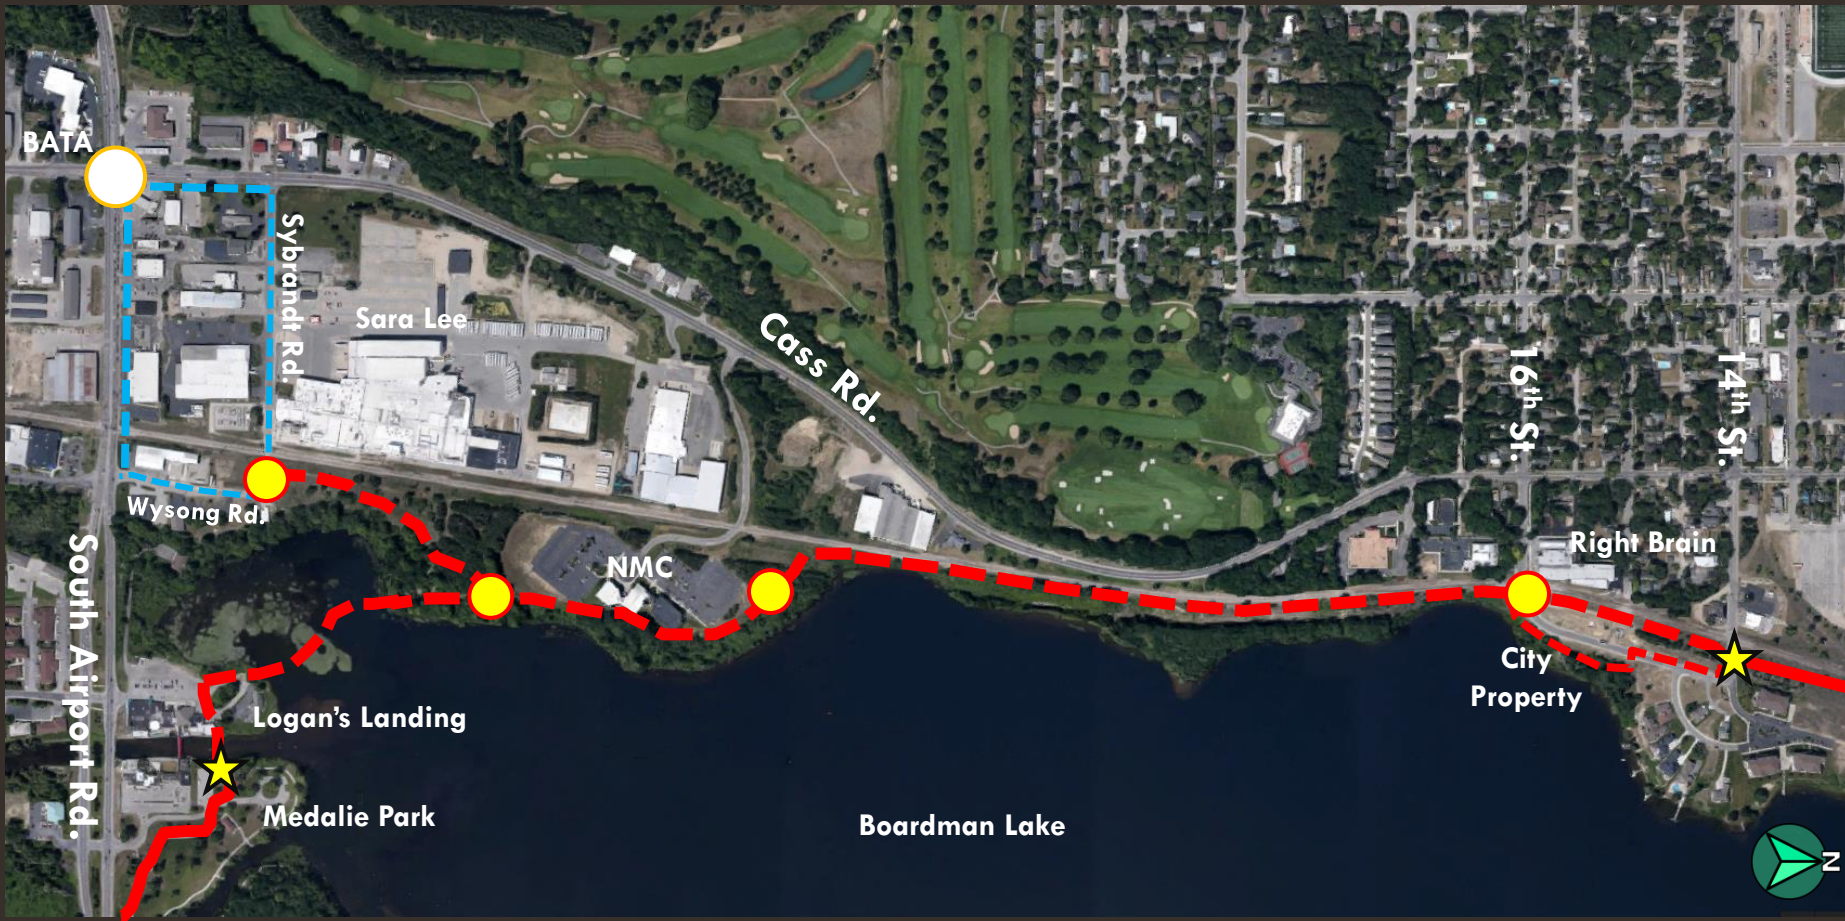 BATA
Sybrandt Rd.
Sara Lee
Cass Rd.
16th St.
14th St.
Wysong Rd.
South Airport Rd.
NMC
Right Brain
City
Property
Logan's Landing
Medalie Park
Boardman Lake
N